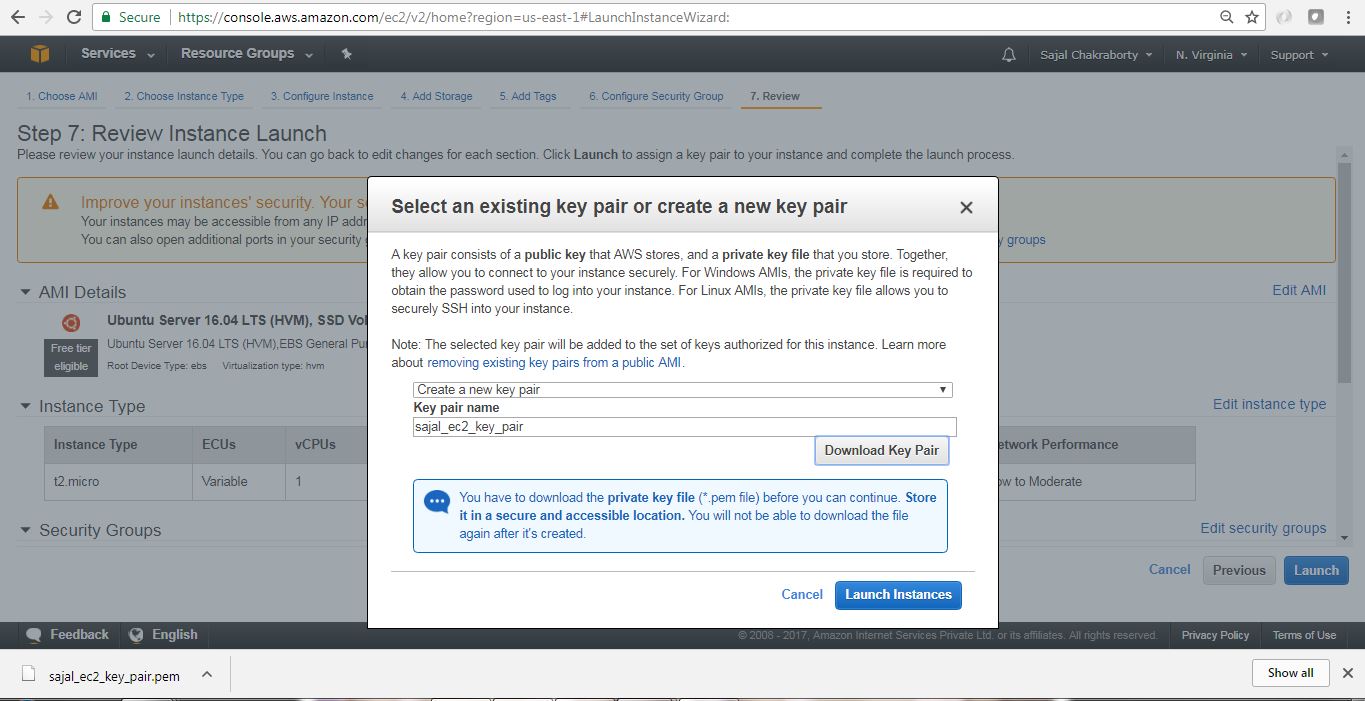 Secure
https://console.aws.amazon.com/ec2/v2/home?region=us-east-1#LaunchInstanceWizard:
Services
Resource Groups
Sajal Chakraborty
N. Virginia
Support
1. Choose AMI
2. Choose Instance Type
3. Configure Instance
4. Add Storage
5. Add Tags
6. Configure Security Group
7. Review
Step 7: Review Instance Launch
Please review your instance launch details. You can go back to edit changes for each section. Click Launch to assign a key pair to your instance and complete the launch process.
Improve your instances' security. Your
Your instances may be accessible from any IP
You can also open additional ports in your security
groups
AMI Details
Edit AMI
Ubuntu Server 16.04 LTS (HVM), SSD
Free tier
eligible
Ubuntu Server 16.04 LTS (HVM),EBS General
Root Device Type: ebs Virtualization type: hvm
Instance Type
Edit instance type
Instance Type
ECUs
vCPUs
Performance
t2.micro
Variable
1
to Moderate
Security Groups
Edit security groups
Cancel
Previous
Launch
Select an existing key pair or create a new key pair
A key pair consists of a public key that AWS stores, and a private key file that you store. Together,
they allow you to connect to your instance securely. For Windows AMIs, the private key file is required to
obtain the password used to log into your instance. For Linux AMIs, the private key file allows you to
securely SSH into your instance.
Note: The selected key pair will be added to the set of keys authorized for this instance. Learn more
about removing existing key pairs from a public AMI.
Create a new key pair
Key pair name
sajal_ec2_key_pair
Download Key Pair
You have to download the private key file (*.pem file) before you can continue. Store
it in a secure and accessible location. You will not be able to download the file
again after it's created.
Cancel
Launch Instances
Feedback
English
© 2008 - 2017, Amazon Internet Services Private Ltd. or its affiliates. All rights reserved.
Privacy Policy
Terms of Use
sajal_ec2_key_pair.pem
Show all